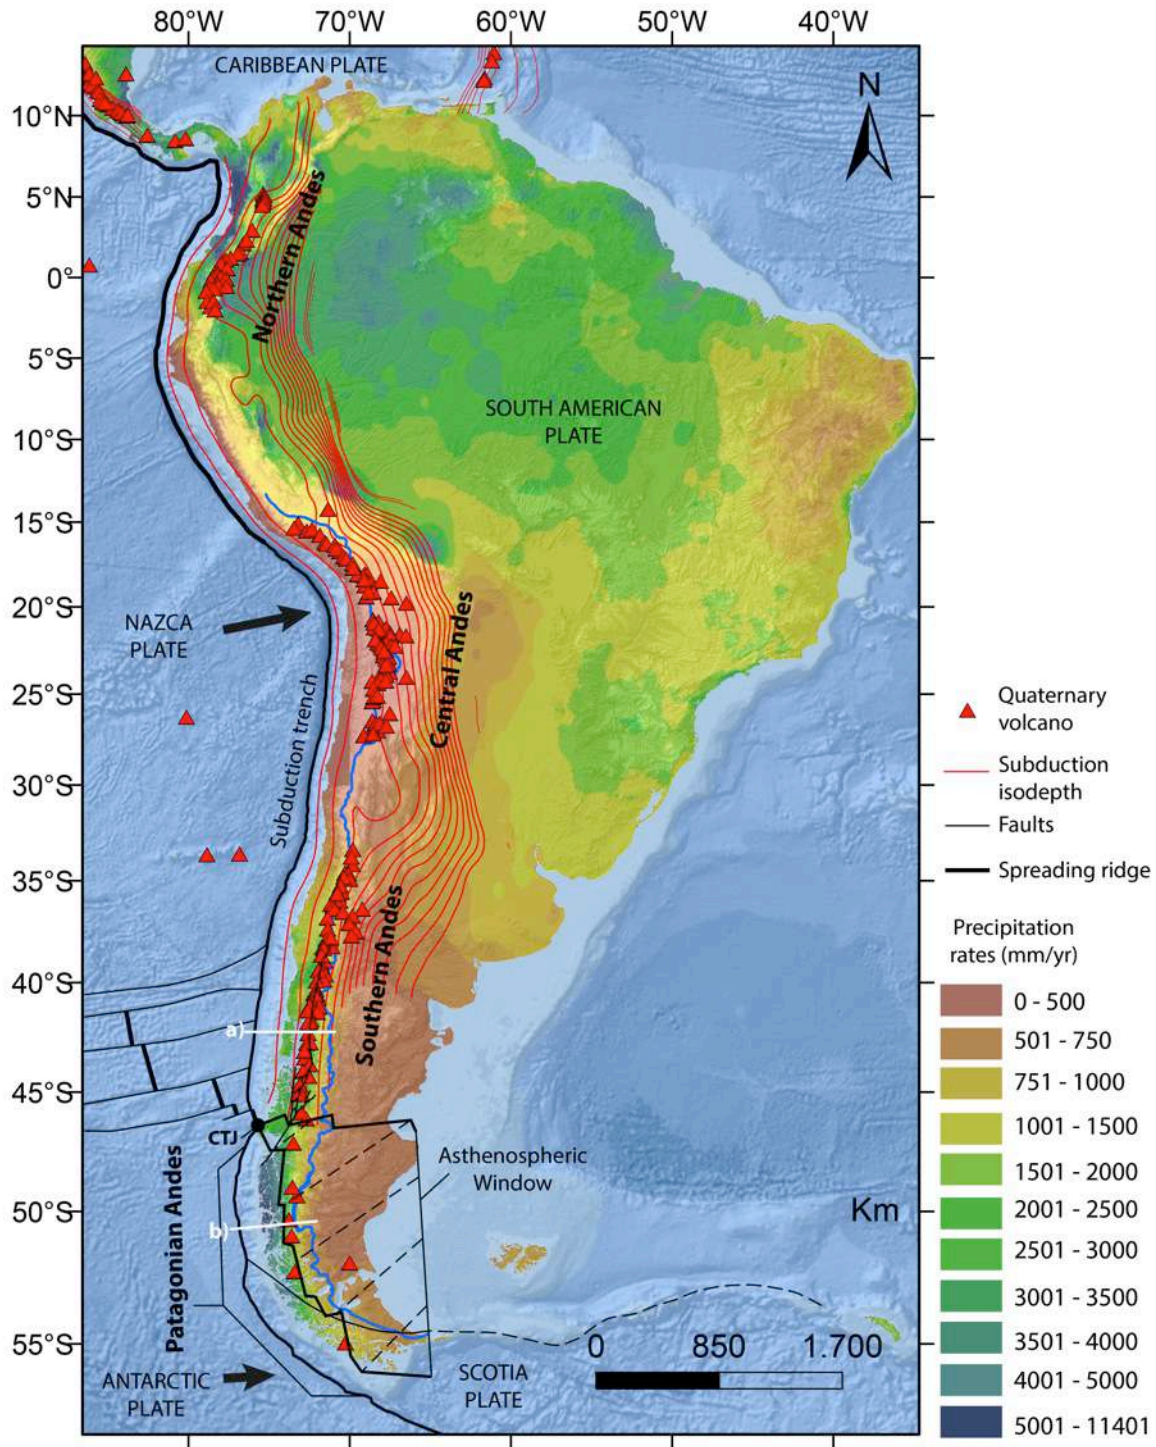 80°W 70°W 60°W 50°W 40°W
CARIBBEAN PLATE
N
10°N
5°N
0°
5°S
10°S
15°S
20°S
25°S
30°S
35°S
40°S
45°S
50°S
55°S
Northern Andes
SOUTH AMERICAN
PLATE
NAZCA
PLATE
Central Andes
Subduction trench
Southern Andes
a)
CTJ
Asthenospheric
Window
b)
Patagonian Andes
ANTARCTIC
PLATE
SCOTIA
PLATE
Km
0 850 1.700
Quaternary
volcano
Subduction
isodepth
Faults
Spreading ridge
Precipitation
rates (mm/yr)
0 - 500
501 - 750
751 - 1000
1001 - 1500
1501 - 2000
2001 - 2500
2501 - 3000
3001 - 3500
3501 - 4000
4001 - 5000
5001 - 11401